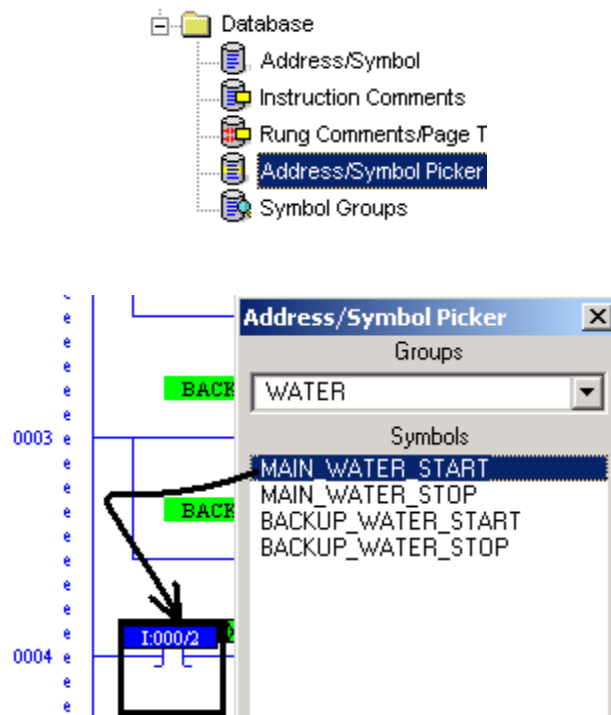 Database
Address/Symbol
Instruction Comments
Rung Comments/Page T
Address/Symbol Picker
Symbol Groups
e
e
Address/Symbol Picker
Groups
e
e
BACK
WATER
e
0003 e
Symbols
e
MAIN_WATER_START
e
MAIN_WATER_STOP
e
BACK
BACKUP_WATER_START
e
BACKUP_WATER_STOP
e
e
e
e
I:000/2
0004 e
e
e